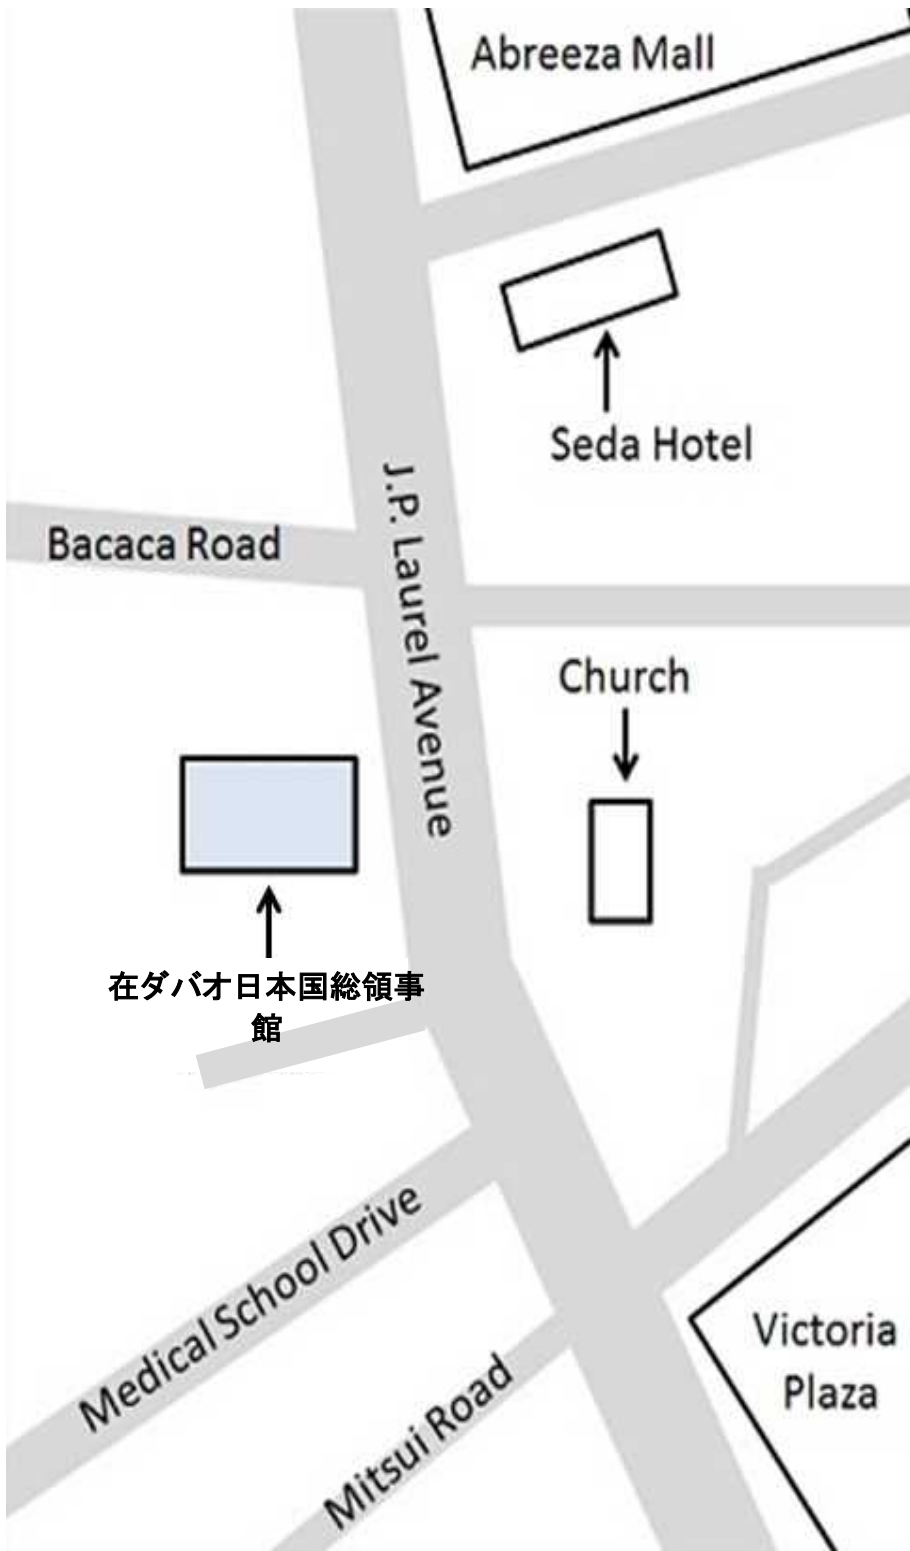 Abreeza Mall
Seda Hotel
J.P. Laurel Avenue
Bacaca Road
Church
在ダバオ日本国総領事
館
Medical School Drive
Mitsui Road
Victoria
Plaza